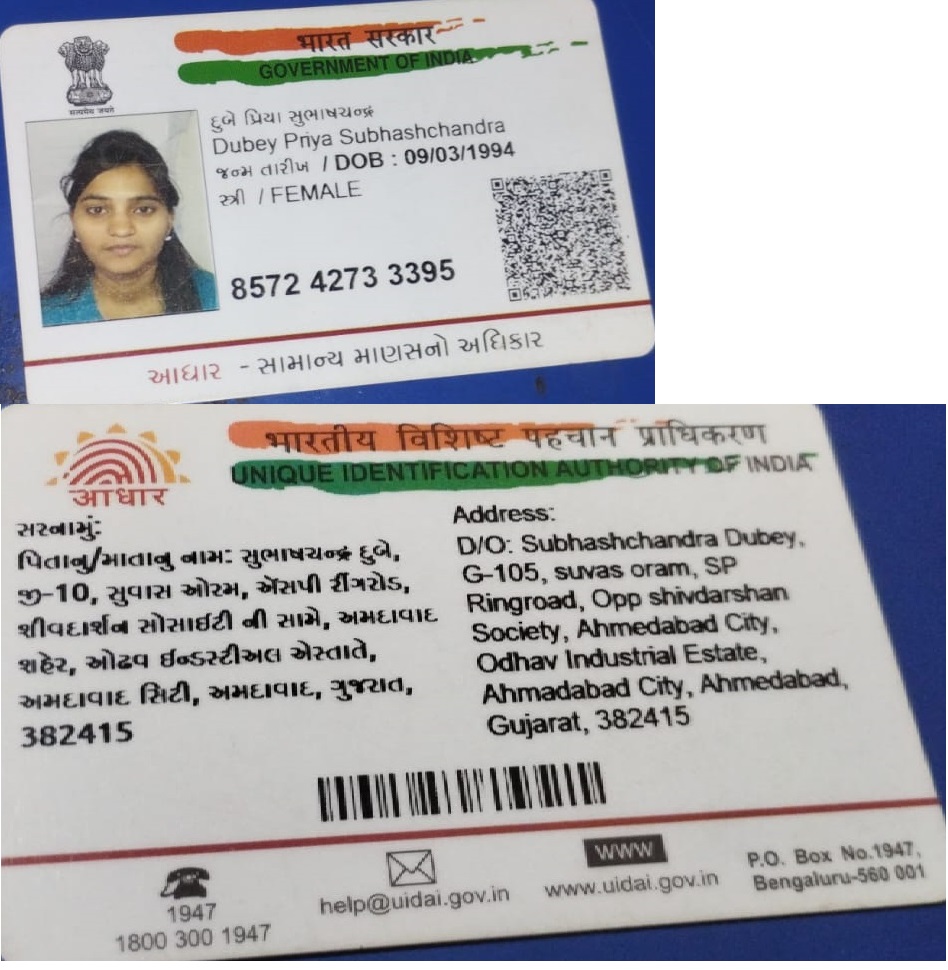 भारत सरकार
GOVERNMENT OF INDIA
सत्यमेव जयते
દુબે પ્રિયા સુભાષચન્દ્ર
Dubey Priya Subhashchandra
જન્મ તારીખ / DOB : 09/03/1994
સ્ત્રી / FEMALE
8572 4273 3395
આધાર - સામાન્ય માણસનો અધિકાર
भारतीय विशिष्ट पहचान प्राधिकरण
UNIQUE IDENTIFICATION AUTHORITY OF INDIA
आधार
સરનામું:
પિતાનુ/માતાનુ નામ: સુભાષચન્દ્ર દુબે,
જી-10, સુવાસ ઓરમ, એસપી રીંગરોડ,
શીવદાર્શન સોસાઈટી ની સામે, અમદાવાદ
શહેર, ઓઢવ ઈન્ડસ્ટીઅલ એસ્તાતે,
અમદાવાદ સિટી, અમદાવાદ, ગુજરાત,
382415
Address:
D/O: Subhashchandra Dubey,
G-105, suvas oram, SP
Ringroad, Opp shivdarshan
Society, Ahmedabad City,
Odhav Industrial Estate,
Ahmadabad City, Ahmedabad,
Gujarat, 382415
1947
1800 300 1947
help@uidai.gov.in
WWW
www.uidai.gov.in
P.O. Box No.1947,
Bengaluru-560 001